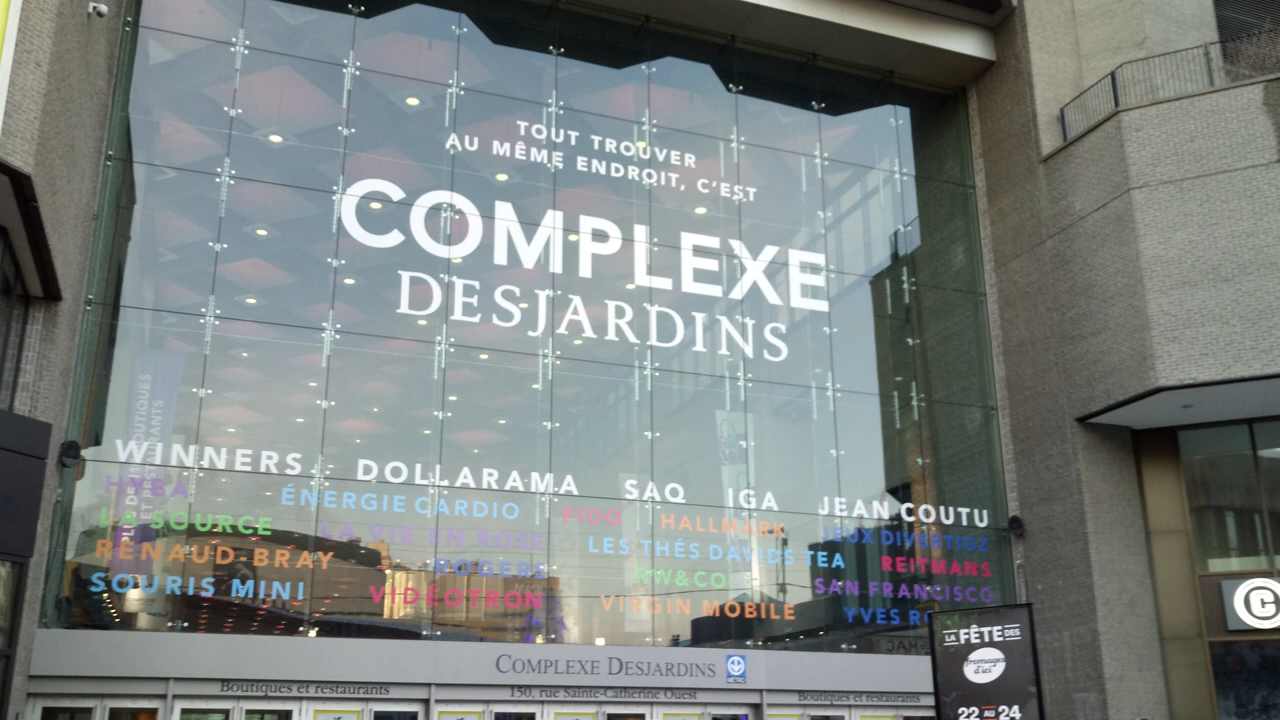 TOUT TROUVER
AU MÊME ENDROIT, C'EST
COMPLEXE
DESJARDINS
BOUTIQUES
ET RESTAURANTS
WINNERS DOLLARAMA SAQ IGA JEAN COUTU
HYBA ÉNERGIE CARDIO FIDO HALLMARK JEUX DIVERTIOZ
LA SOURCE LA VIE EN ROSE LES THÉS DAVIDS TEA REITMANS
RENAUD-BRAY ROGERS RW&CO SAN FRANCISCO
SOURIS MINI VIDÉOTRON VIRGIN MOBILE YVES
COMPLEXE DESJARDINS
Boutiques et restaurants 150, rue Sainte-Catherine Ouest Boutiques et restaurants
LA FÊTE DES
fromages
d'ici
22 AU 24
C